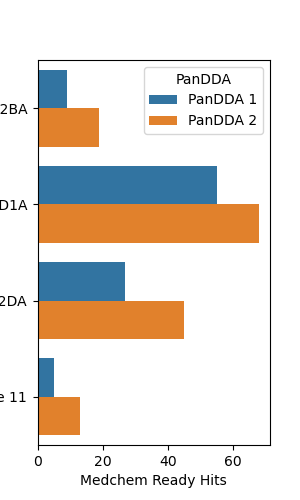 PanDDA
PanDDA 1
PanDDA 2
2BA
D1A
2DA
e 11
0 20 40 60
Medchem Ready Hits